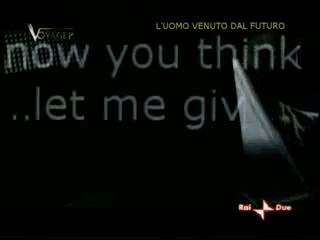 VOYAGER
L'UOMO VENUTO DAL FUTURO
now you think
..let me giv
Rai Due